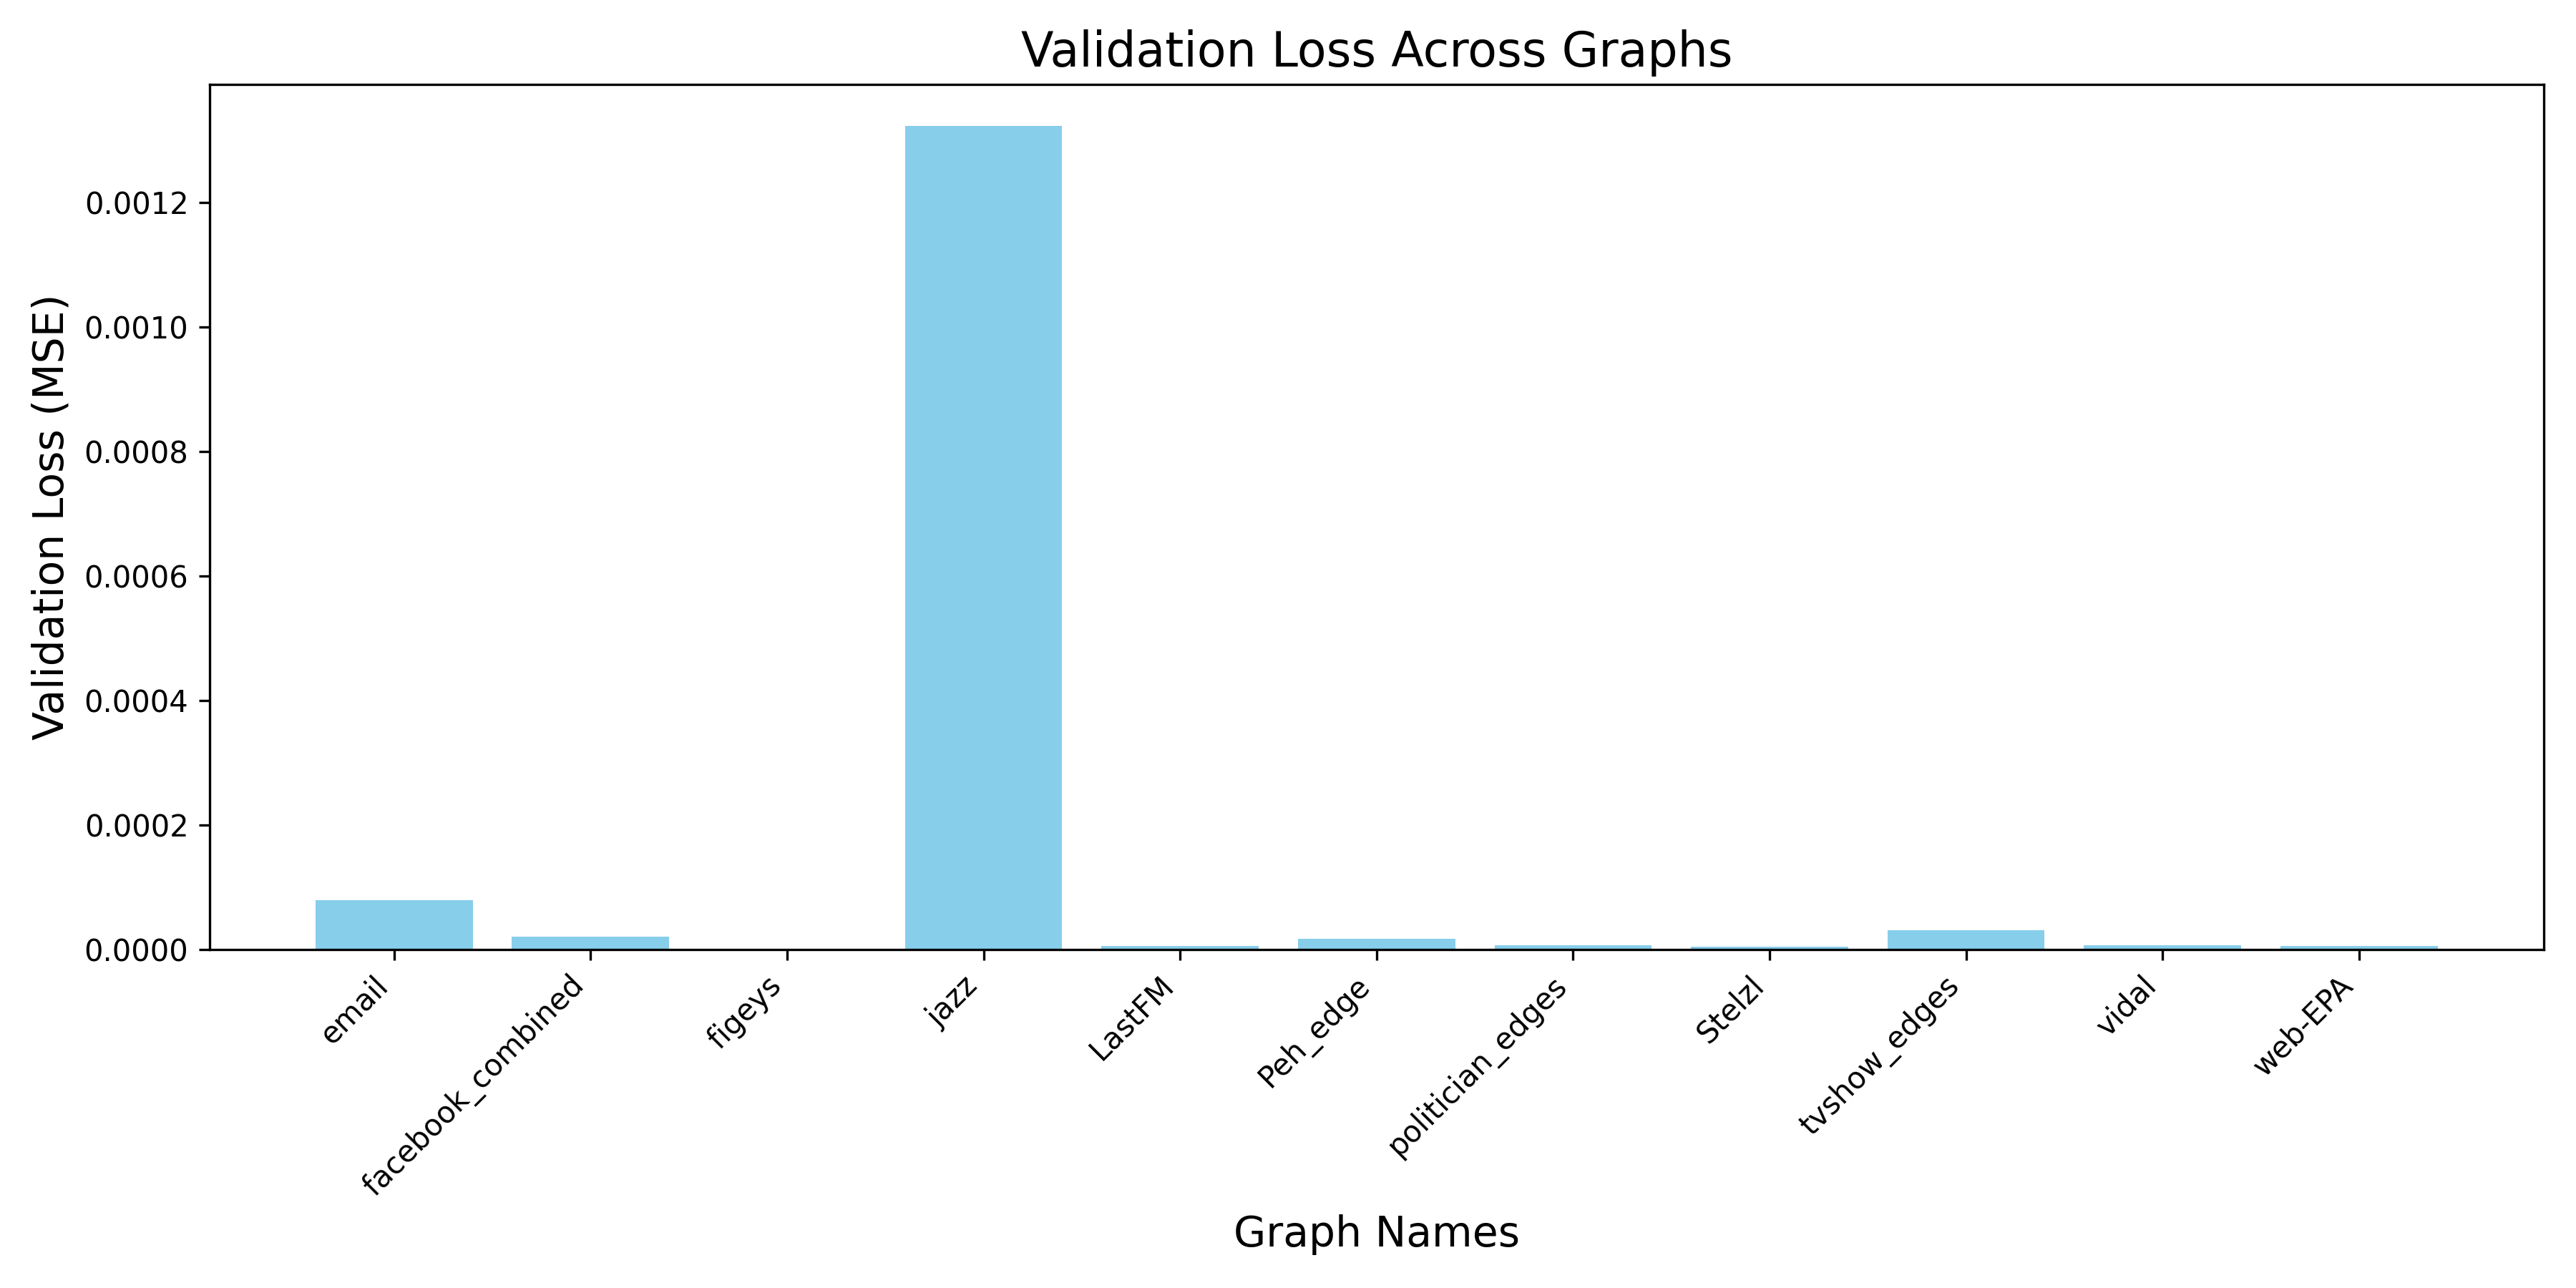 Validation Loss Across Graphs
Validation Loss (MSE)
0.0012
0.0010
0.0008
0.0006
0.0004
0.0002
0.0000
email
facebook_combined
figeys
jazz
LastFM
Peh_edge
politician_edges
Stelzl
tvshow_edges
vidal
web-EPA
Graph Names